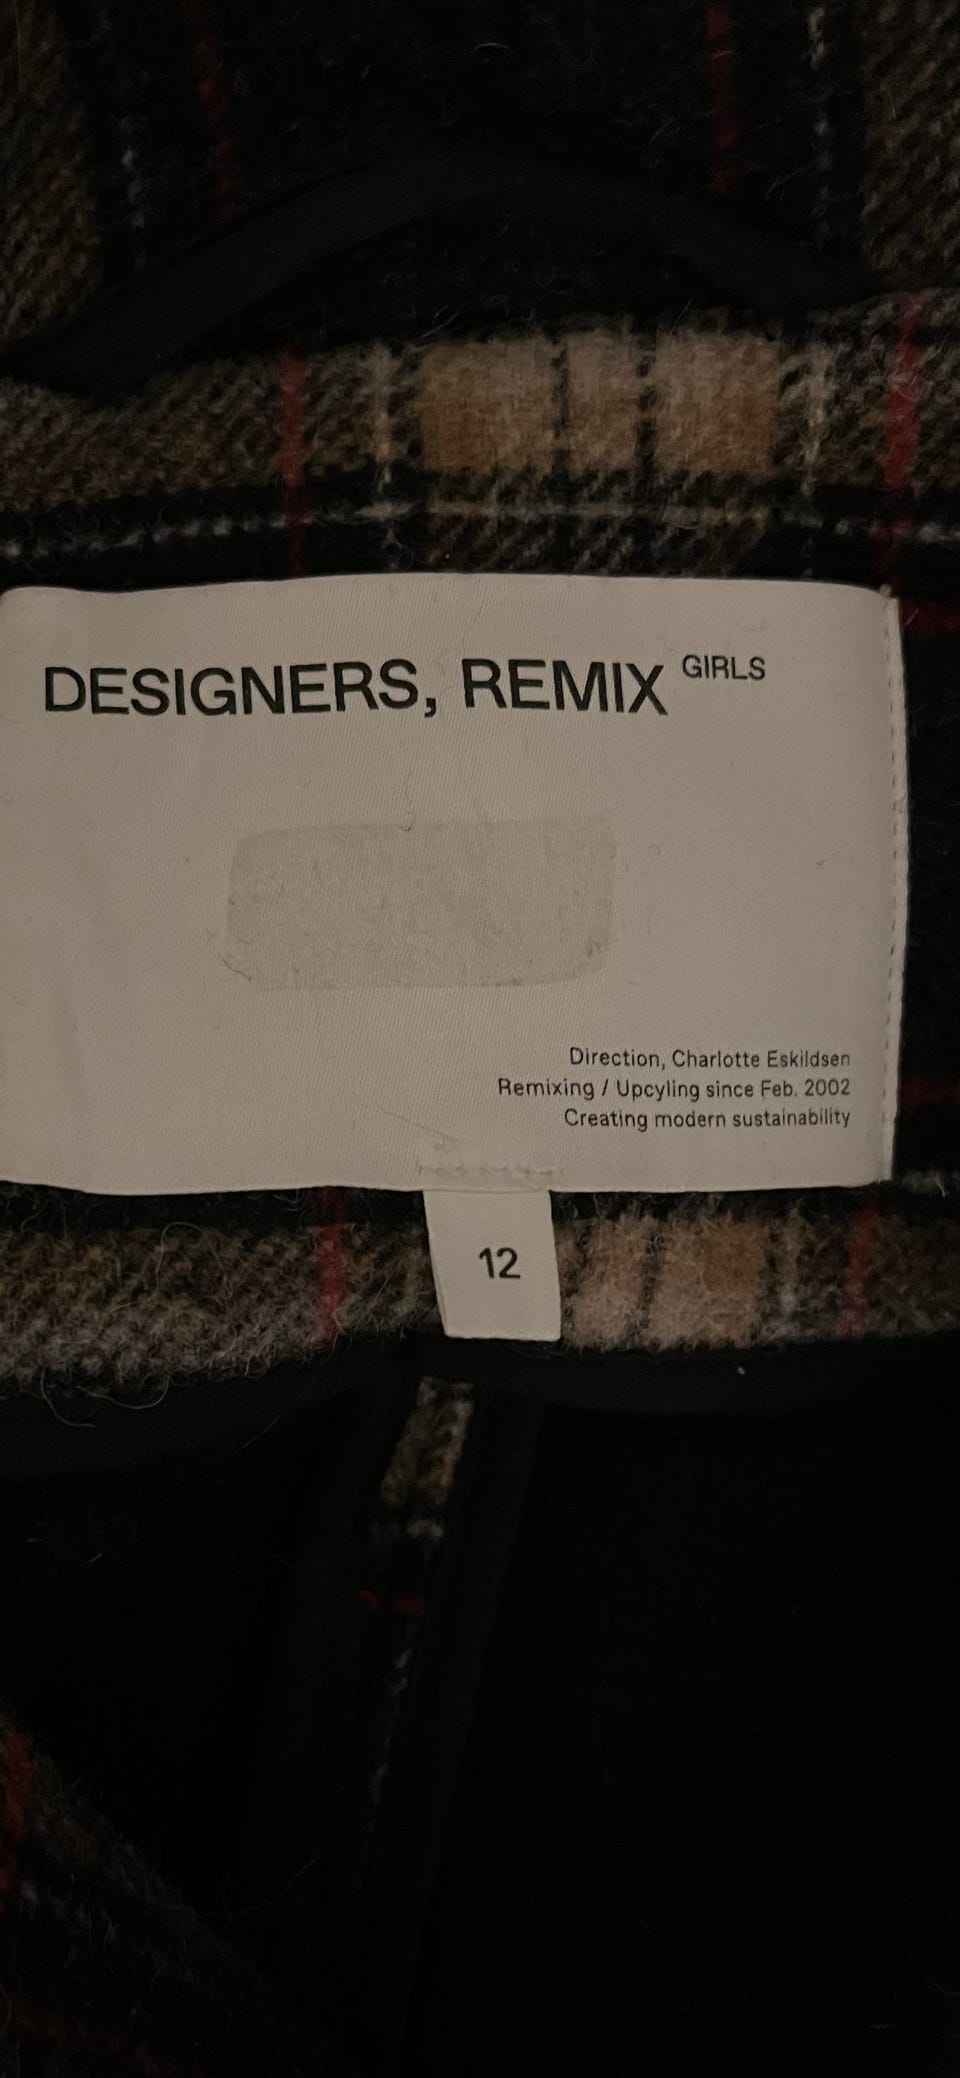 DESIGNERS, REMIX GIRLS
Direction, Charlotte Eskildsen
Remixing / Upcyling since Feb. 2002
Creating modern sustainability
12